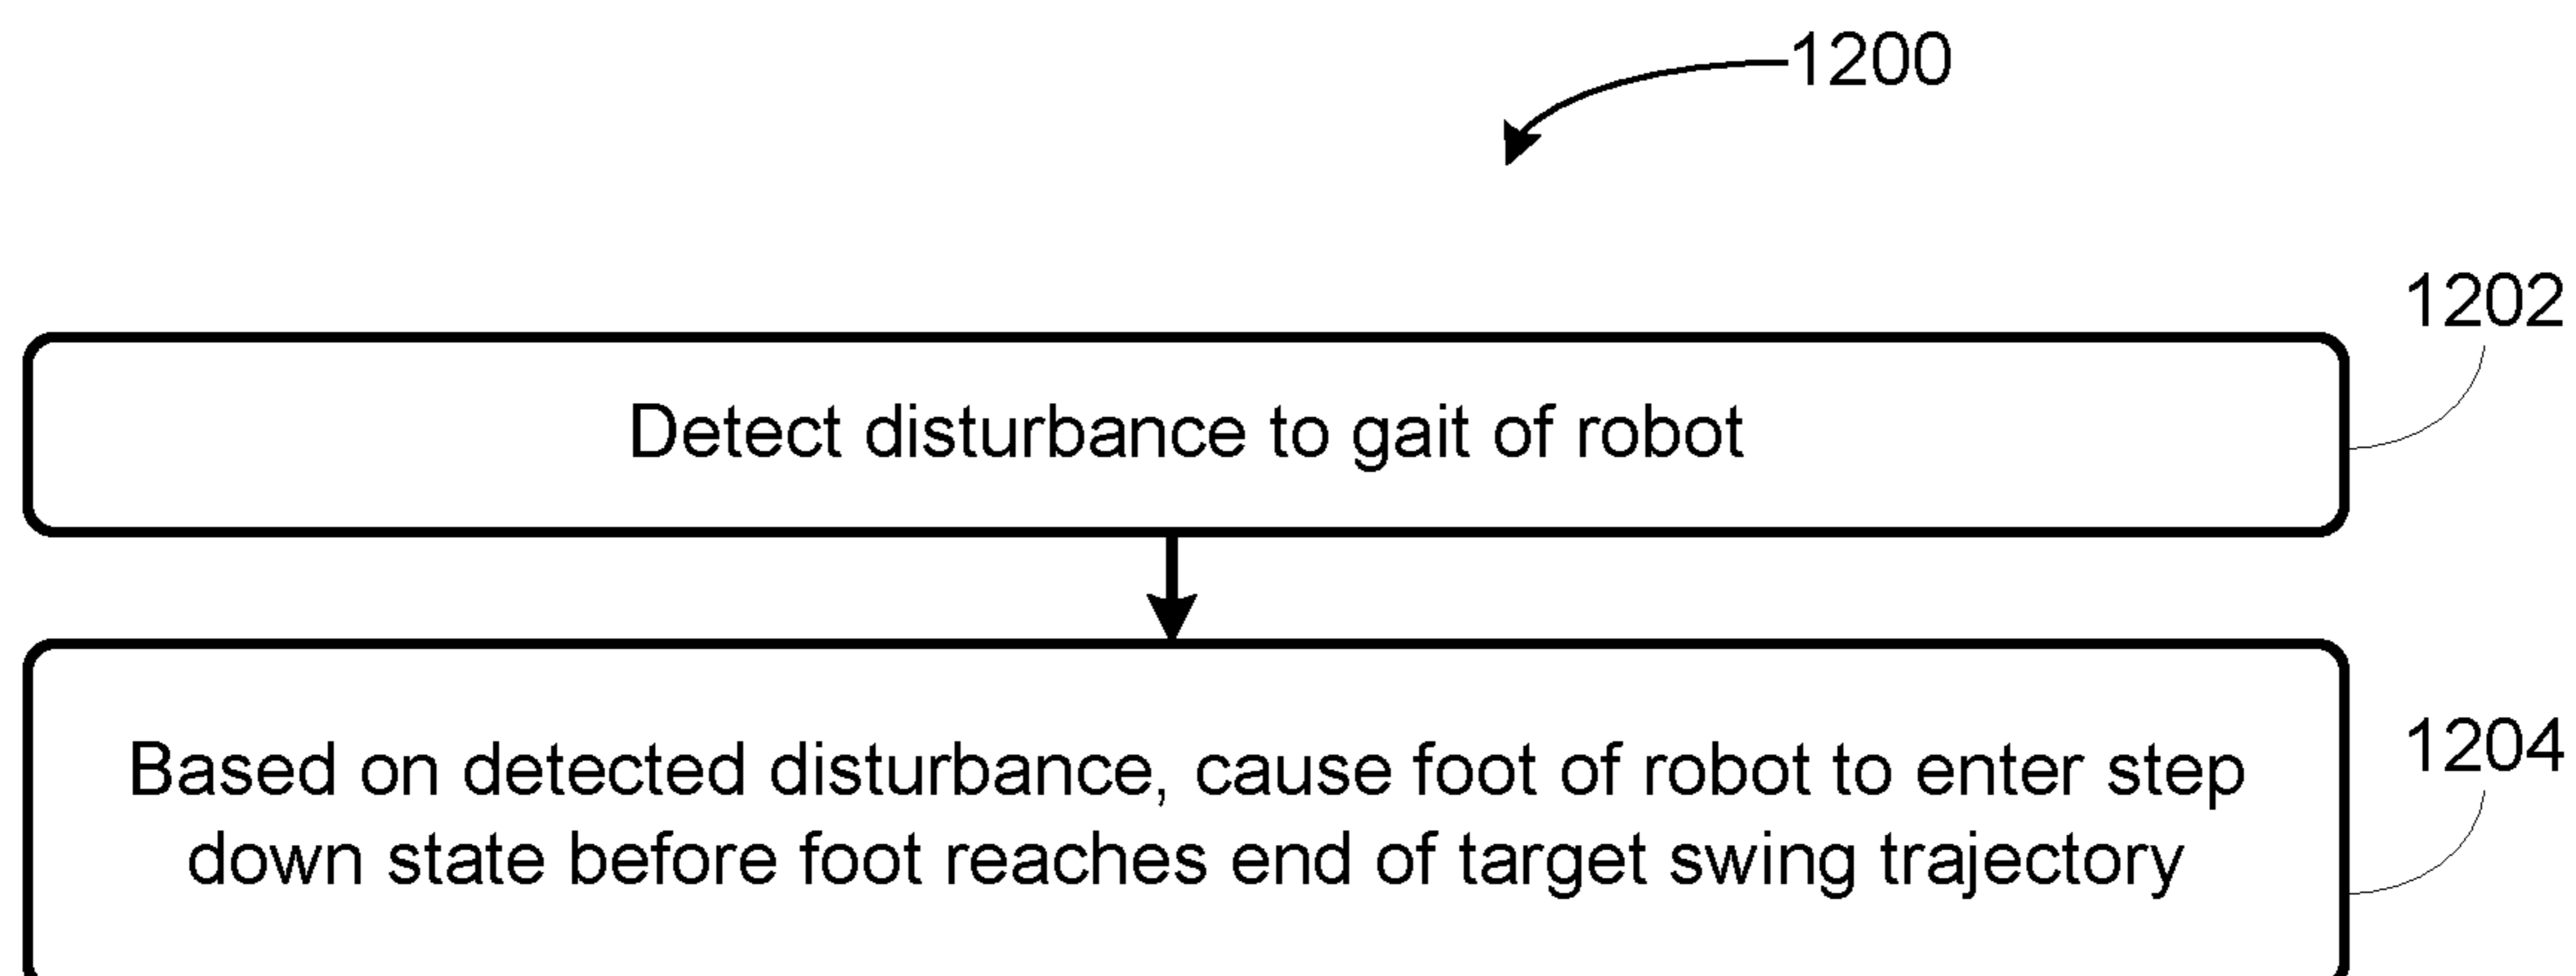 1200
1202
Detect disturbance to gait of robot
1204
Based on detected disturbance, cause foot of robot to enter step
down state before foot reaches end of target swing trajectory